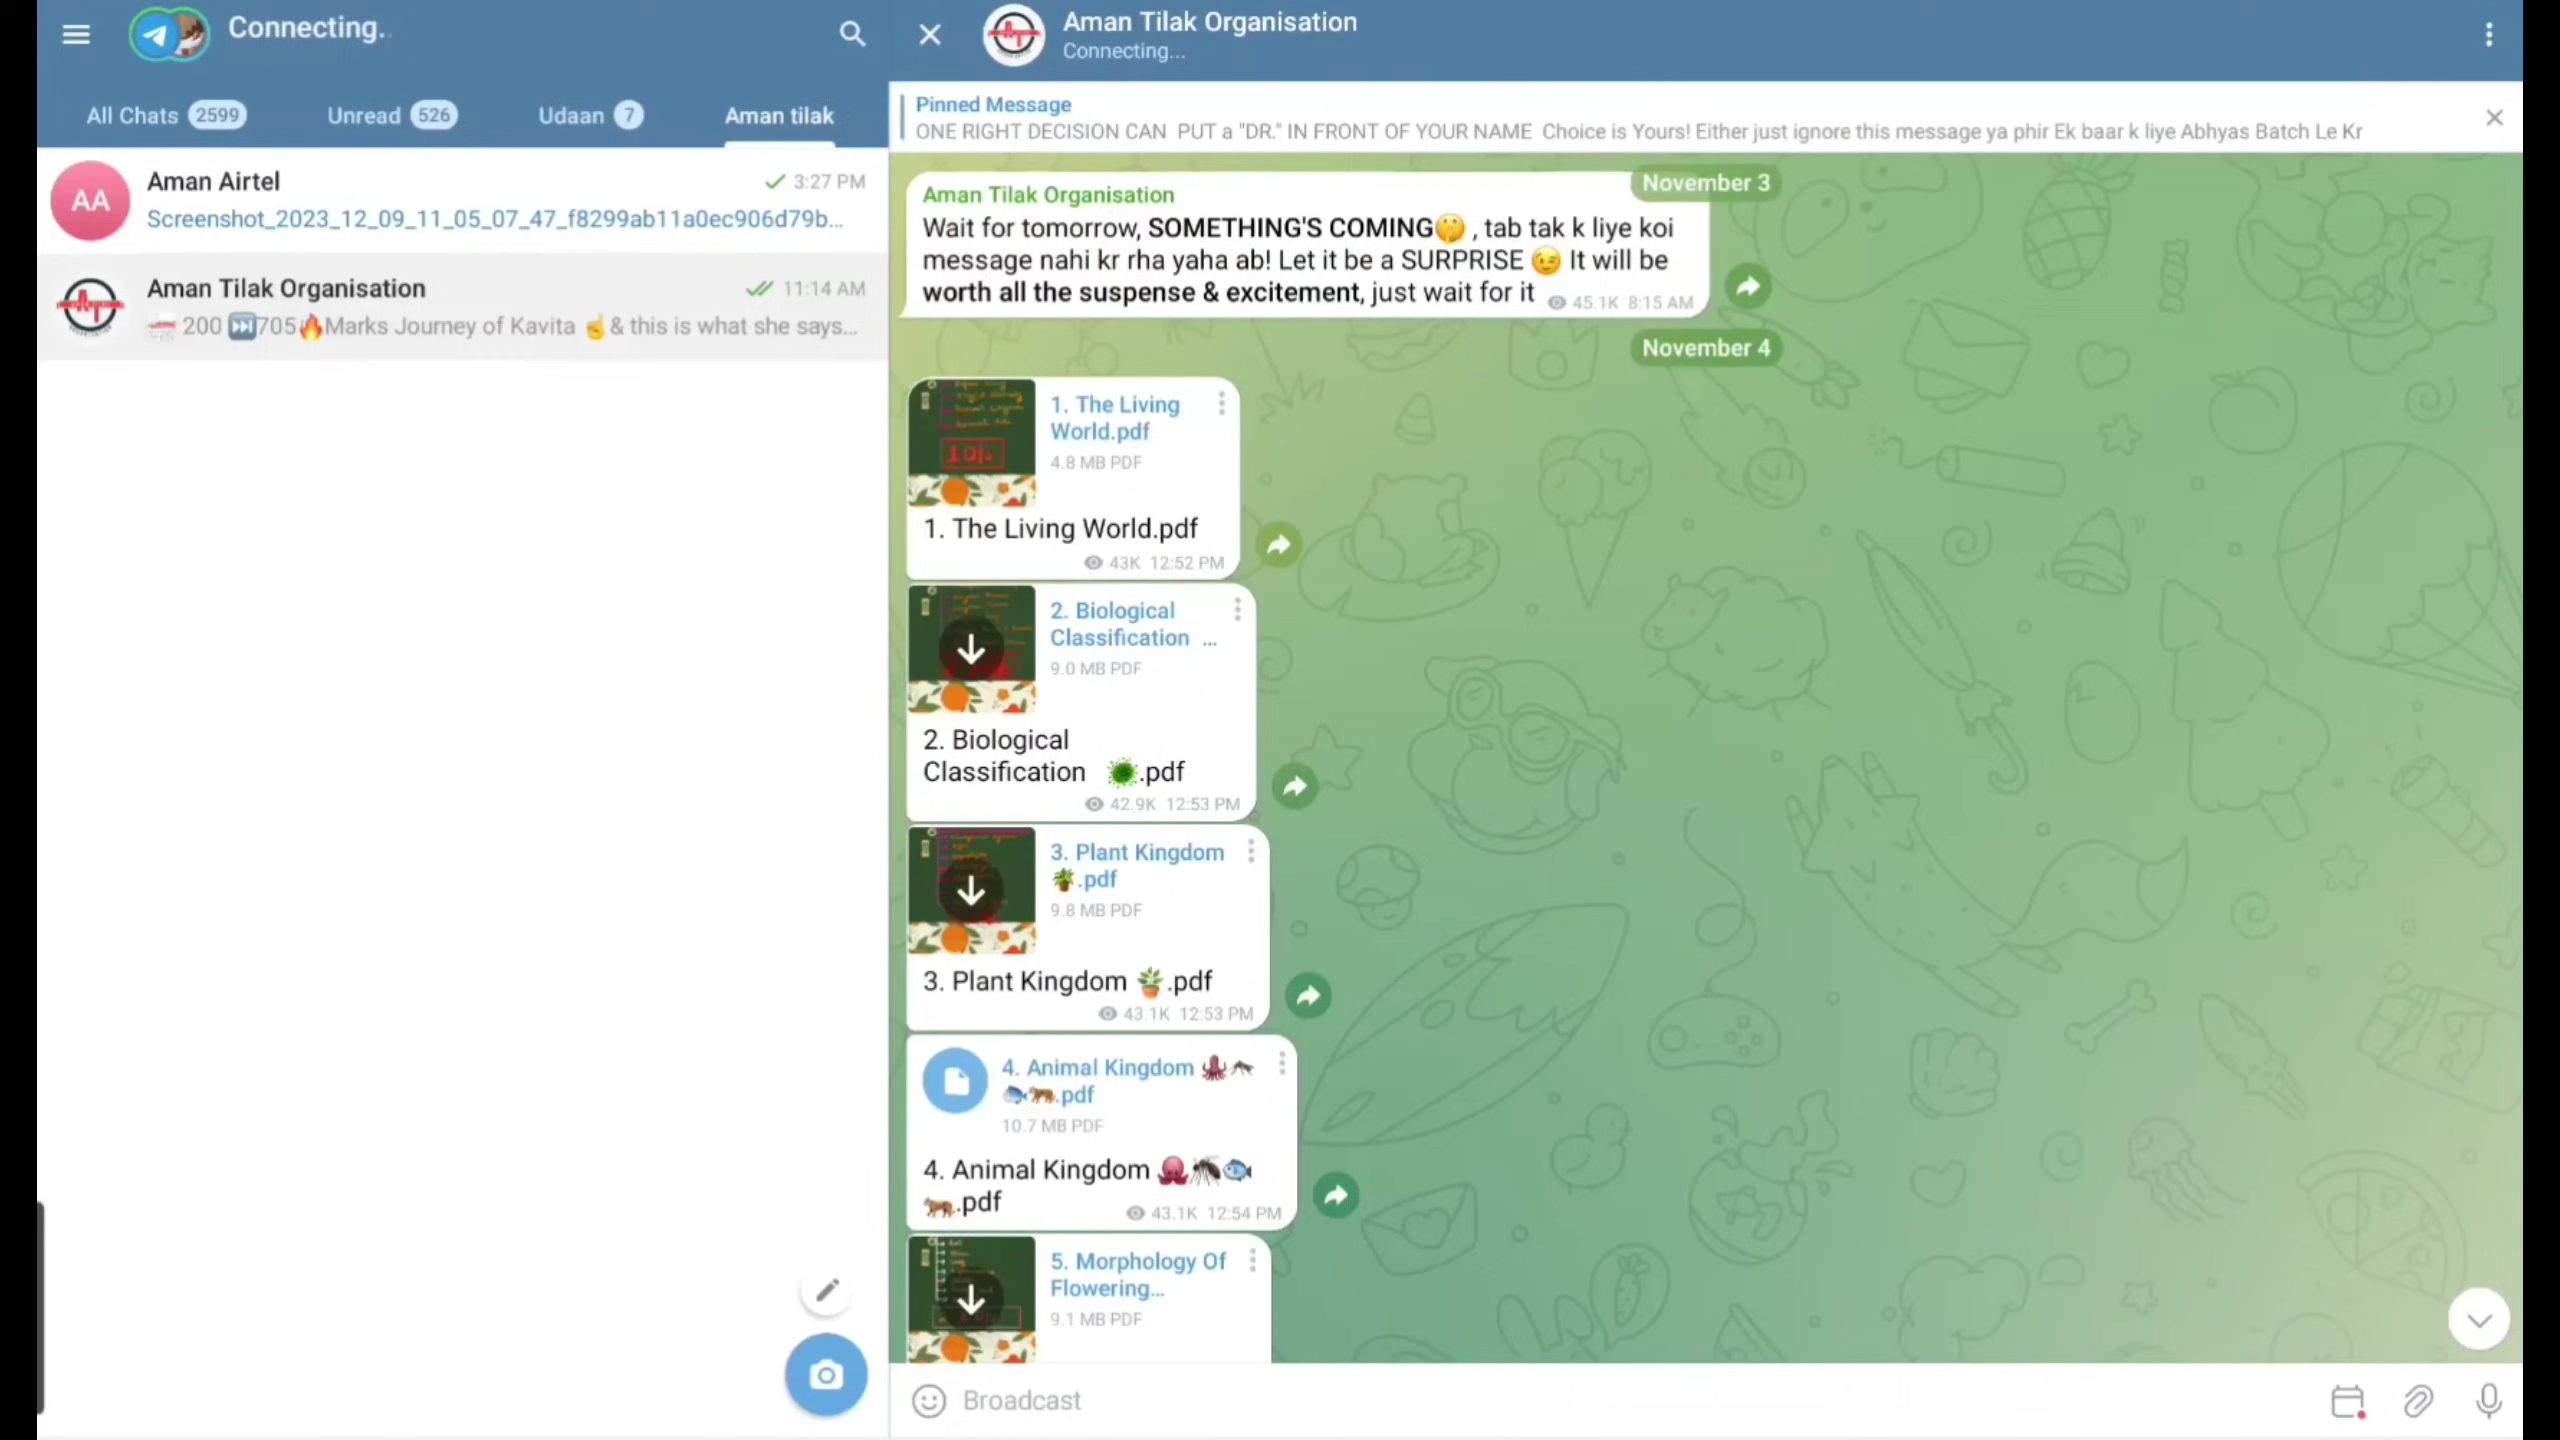 Connecting.
All Chats 2599 Unread 526 Udaan 7 Aman tilak
AA
Aman Airtel 3:27 PM
Screenshot_2023_12_09_11_05_07_47_f8299ab11a0ec906d79b...
Aman Tilak Organisation 11:14 AM
🚑 200 ⏭705🔥Marks Journey of Kavita ☝& this is what she says...
Aman Tilak Organisation
Connecting...
Pinned Message
ONE RIGHT DECISION CAN PUT a "DR." IN FRONT OF YOUR NAME Choice is Yours! Either just ignore this message ya phir Ek baar k liye Abhyas Batch Le Kr
November 3
Aman Tilak Organisation
Wait for tomorrow, SOMETHING'S COMING🤫 , tab tak k liye koi
message nahi kr rha yaha ab! Let it be a SURPRISE 😉 It will be
worth all the suspense & excitement, just wait for it 45.1K 8:15 AM
November 4
1. The Living
World.pdf
4.8 MB PDF
1. The Living World.pdf
43K 12:52 PM
2. Biological
Classification ...
9.0 MB PDF
2. Biological
Classification 🦠.pdf
42.9K 12:53 PM
3. Plant Kingdom
🪴.pdf
9.8 MB PDF
3. Plant Kingdom 🪴.pdf
43.1K 12:53 PM
4. Animal Kingdom 🐙🦟
🐟🐅.pdf
10.7 MB PDF
4. Animal Kingdom 🐙🦟🐟
🐅.pdf
43.1K 12:54 PM
5. Morphology Of
Flowering...
9.1 MB PDF
Broadcast